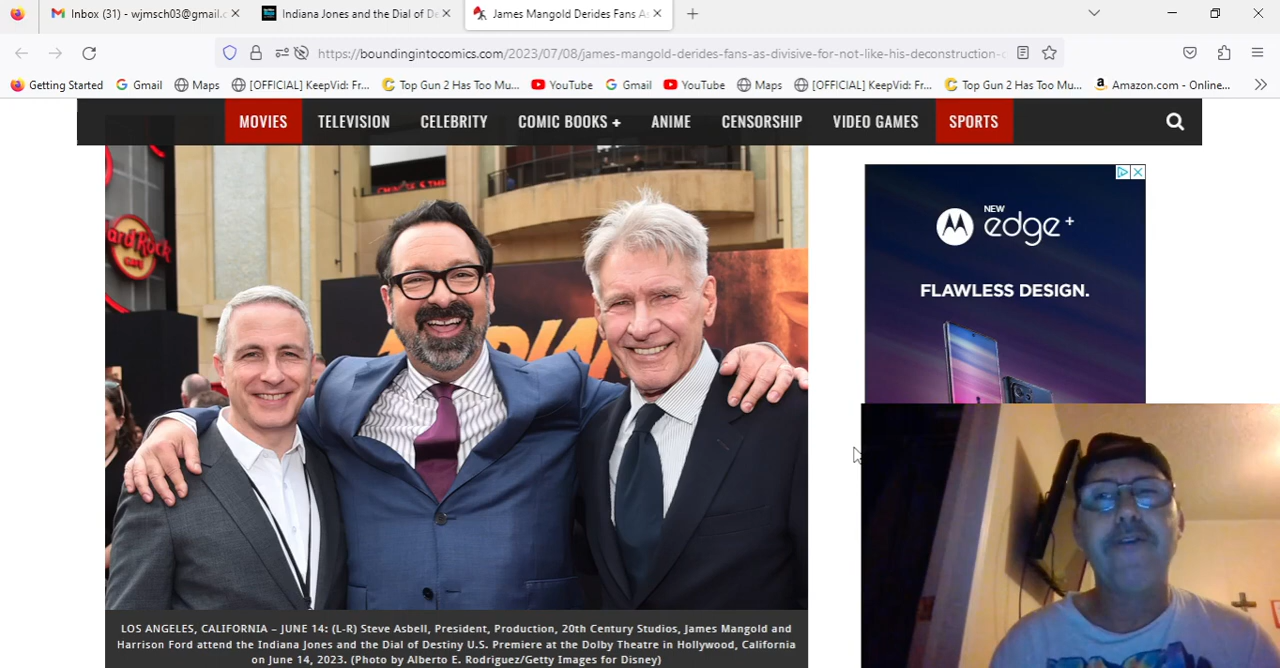 Inbox (31) - wjmsch03@gmail.c
Indiana Jones and the Dial of De
James Mangold Derides Fans As
https://boundingintocomics.com/2023/07/08/james-mangold-derides-fans-as-divisive-for-not-like-his-deconstruction-c
Getting Started
Gmail
Maps
[OFFICIAL] KeepVid: Fr...
Top Gun 2 Has Too Mu...
YouTube
Gmail
YouTube
Maps
[OFFICIAL] KeepVid: Fr...
Top Gun 2 Has Too Mu...
Amazon.com - Online...
MOVIES
TELEVISION
CELEBRITY
COMIC BOOKS +
ANIME
CENSORSHIP
VIDEO GAMES
SPORTS
Hard Rock
NEW
edge+
FLAWLESS DESIGN.
LOS ANGELES, CALIFORNIA – JUNE 14: (L-R) Steve Asbell, President, Production, 20th Century Studios, James Mangold and
Harrison Ford attend the Indiana Jones and the Dial of Destiny U.S. Premiere at the Dolby Theatre in Hollywood, California
on June 14, 2023. (Photo by Alberto E. Rodriguez/Getty Images for Disney)